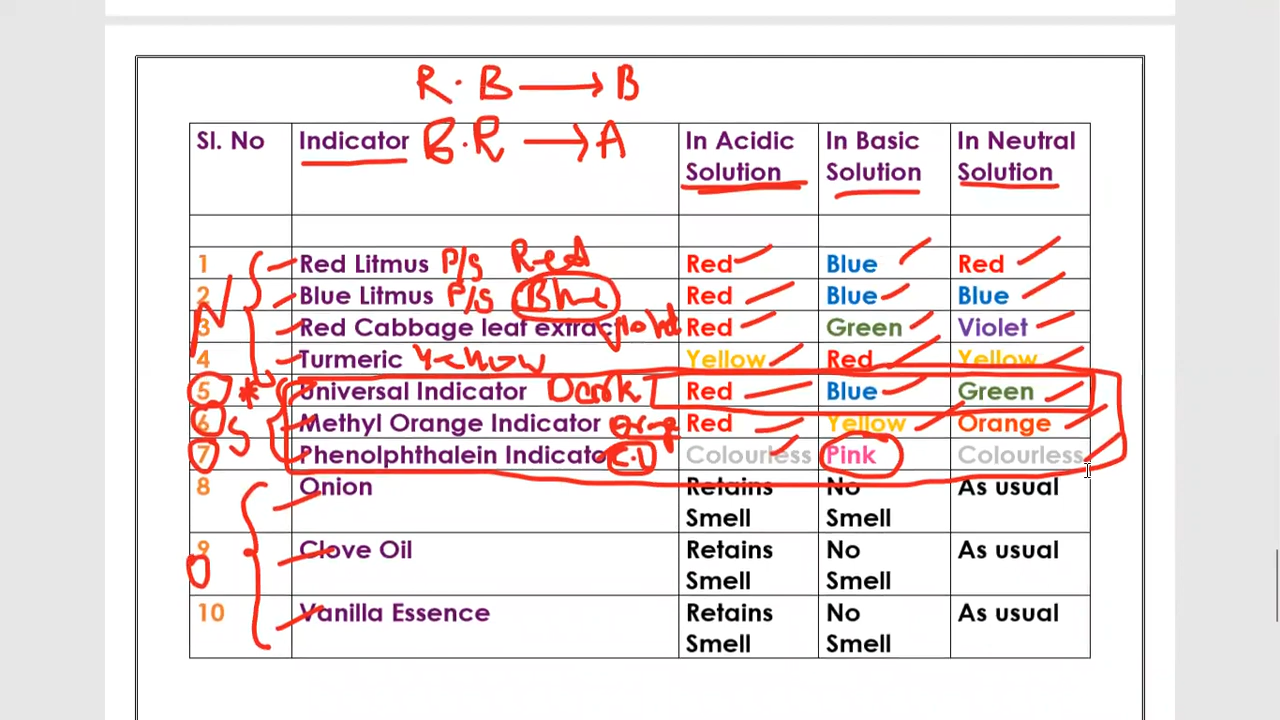 R. B → B
Sl. No Indicator B.R → A In Acidic Solution In Basic Solution In Neutral Solution
1 Red Litmus P/S Red Red Blue Red
2 Blue Litmus P/S Blue Red Blue Blue
3 Red Cabbage leaf extract Red Green Violet
4 Turmeric Yellow Yellow Red Yellow
5 * Universal Indicator Dark Red Blue Green
6 Methyl Orange Indicator Red Yellow Orange
7 Phenolphthalein Indicator C.l Colourless Pink Colourless
8 Onion Retains Smell No Smell As usual
9 Clove Oil Retains Smell No Smell As usual
10 Vanilla Essence Retains Smell No Smell As usual
N
S
O